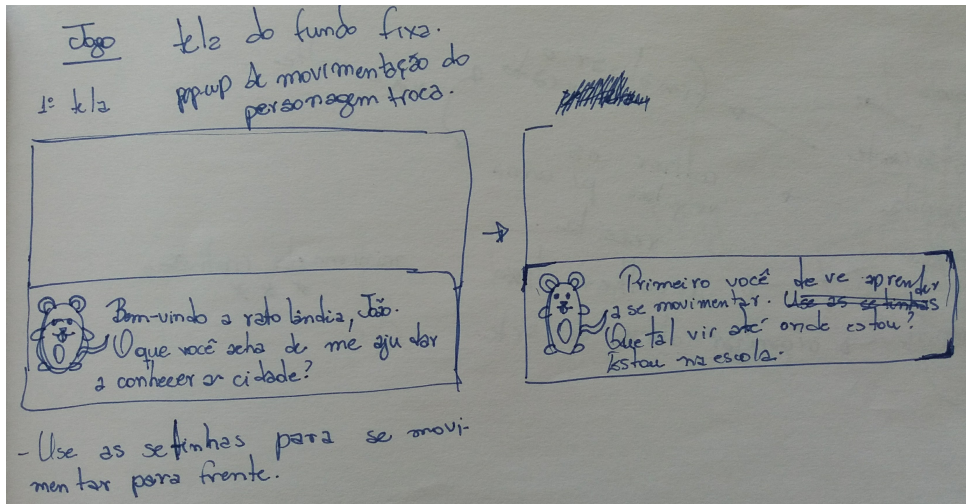 Jogo tela do fundo fixa.
1ª tela pop-up de movimentação do
personagem troca.
Bem-vindo a ratolândia, João.
O que você acha de me ajudar
a conhecer a cidade?
Primeiro você deve aprender
a se movimentar. Use as setinhas
Que tal vir até onde estou?
Estou na escola.
- Use as setinhas para se movi-
mentar para frente.